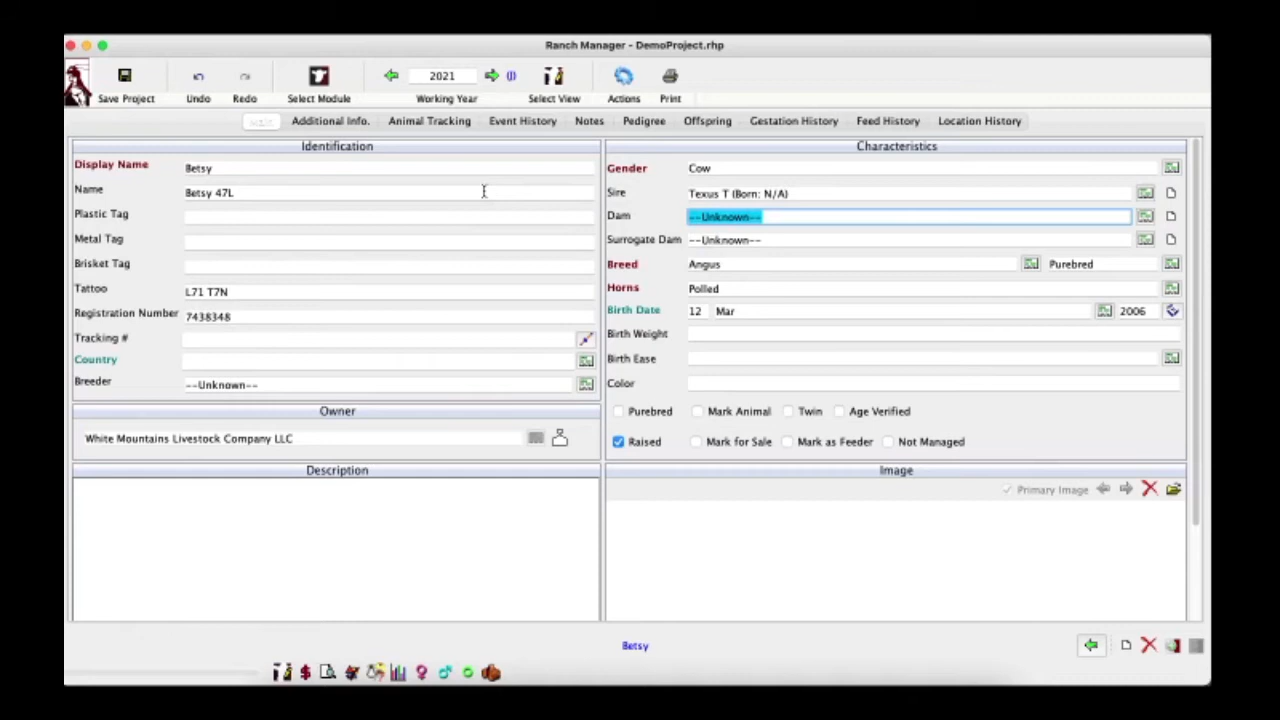 Ranch Manager - DemoProject.rhp
2021
Save Project Undo Redo Select Module Working Year Select View Actions Print
Main Additional Info. Animal Tracking Event History Notes Pedigree Offspring Gestation History Feed History Location History
Identification
Display Name Betsy
Name Betsy 47L
Plastic Tag
Metal Tag
Brisket Tag
Tattoo L71 T7N
Registration Number 7438348
Tracking #
Country
Breeder --Unknown--
Owner
White Mountains Livestock Company LLC
Description
Characteristics
Gender Cow
Sire Texus T (Born: N/A)
Dam --Unknown--
Surrogate Dam --Unknown--
Breed Angus Purebred
Horns Polled
Birth Date 12 Mar 2006
Birth Weight
Birth Ease
Color
Purebred Mark Animal Twin Age Verified
Raised Mark for Sale Mark as Feeder Not Managed
Image
Primary Image
Betsy